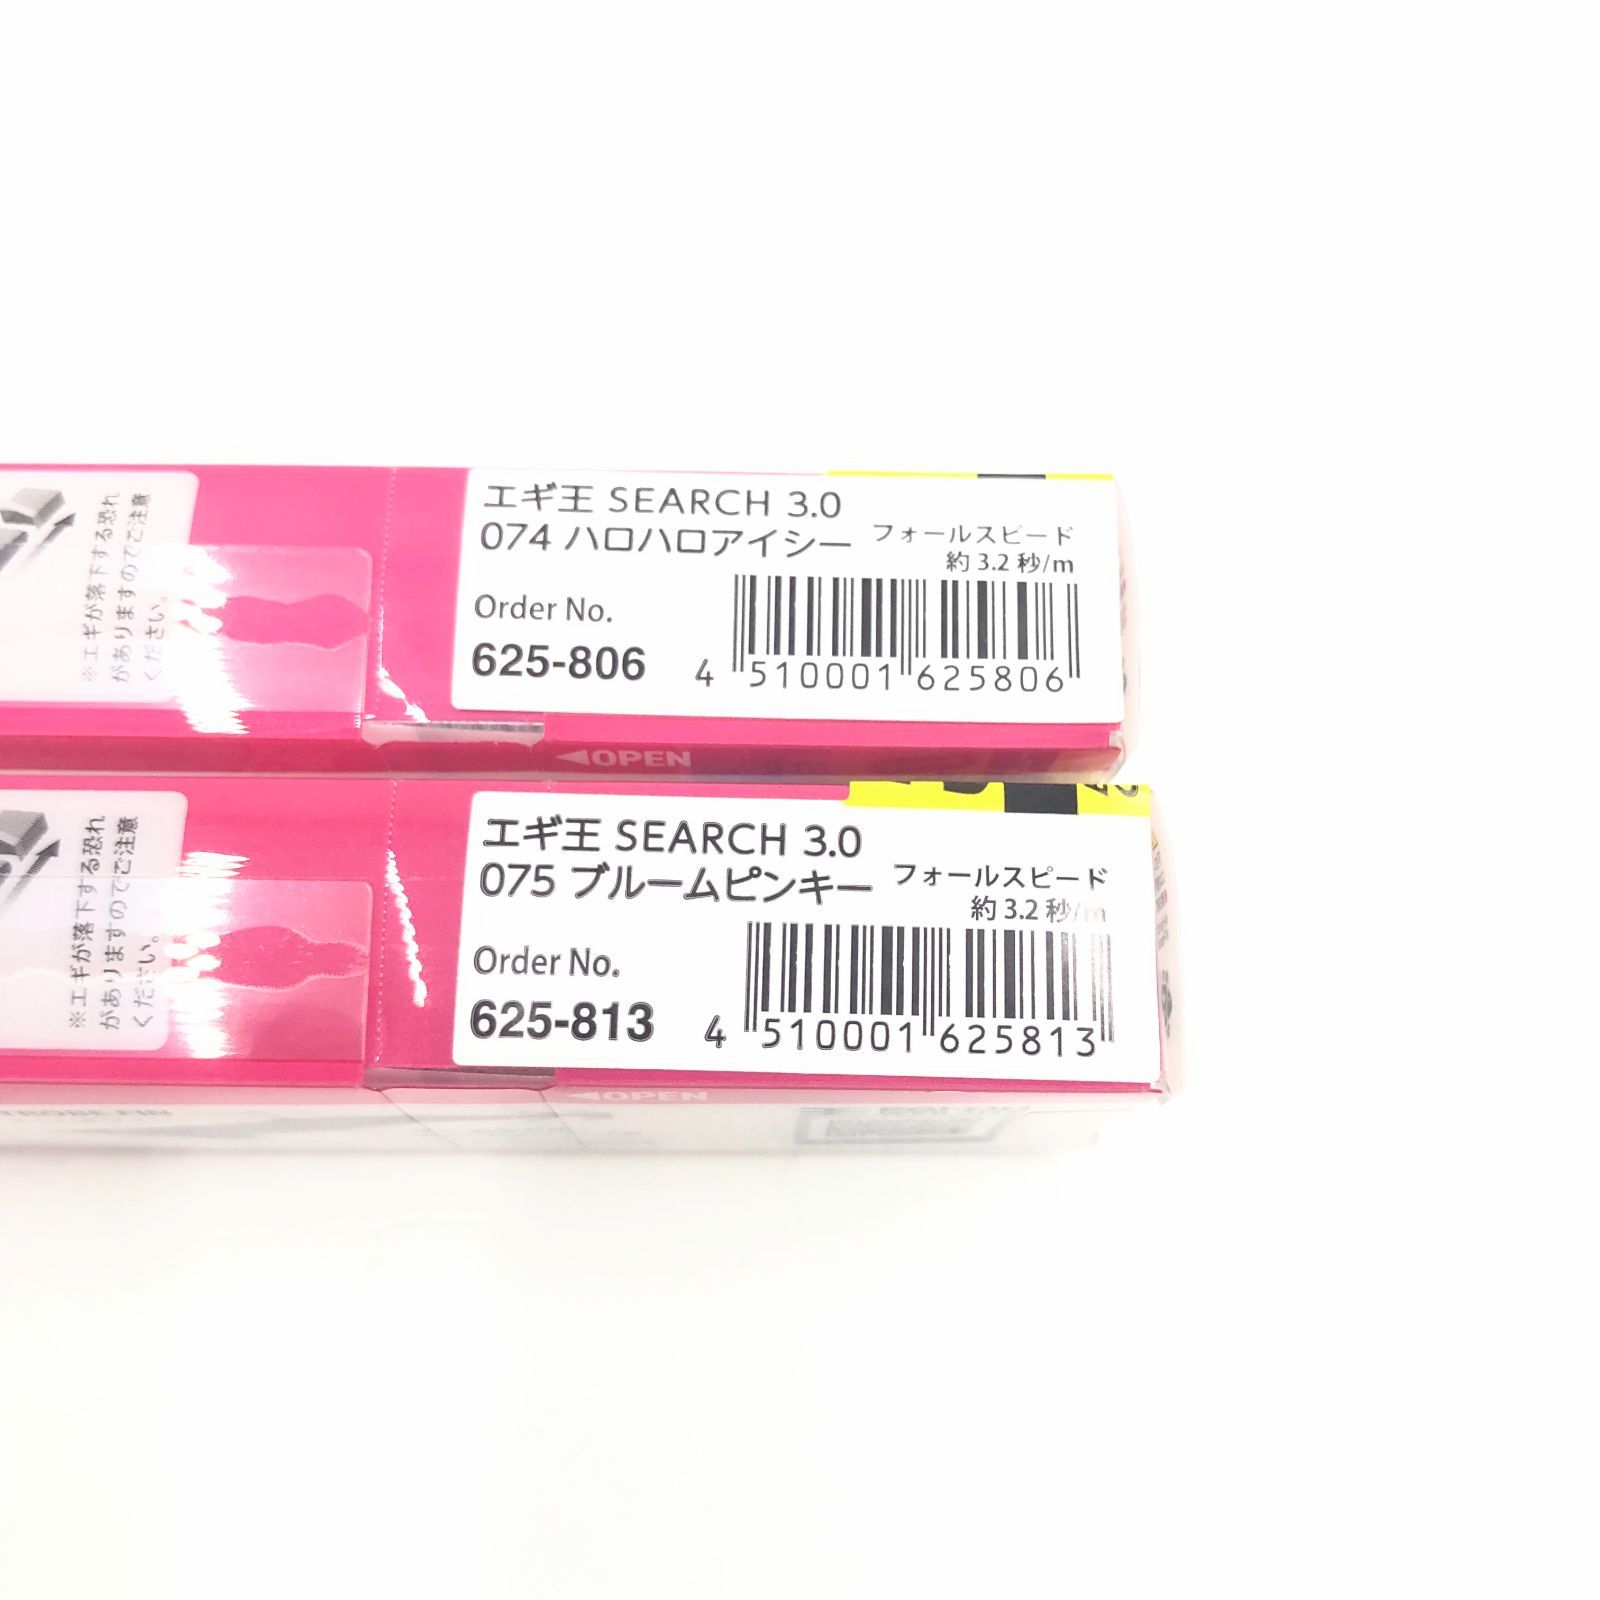 エギ王 SEARCH 3.0
074 ハロハロアイシー
フォールスピード
約 3.2 秒/m
Order No.
625-806
4 510001 625806
※エギが落下する恐れ
がありますのでご注意
ください。
◀OPEN
エギ王 SEARCH 3.0
075 ブルームピンキー
フォールスピード
約 3.2 秒/m
Order No.
625-813
4 510001 625813
※エギが落下する恐れ
がありますのでご注意
ください。
◀OPEN
TROBE FIN